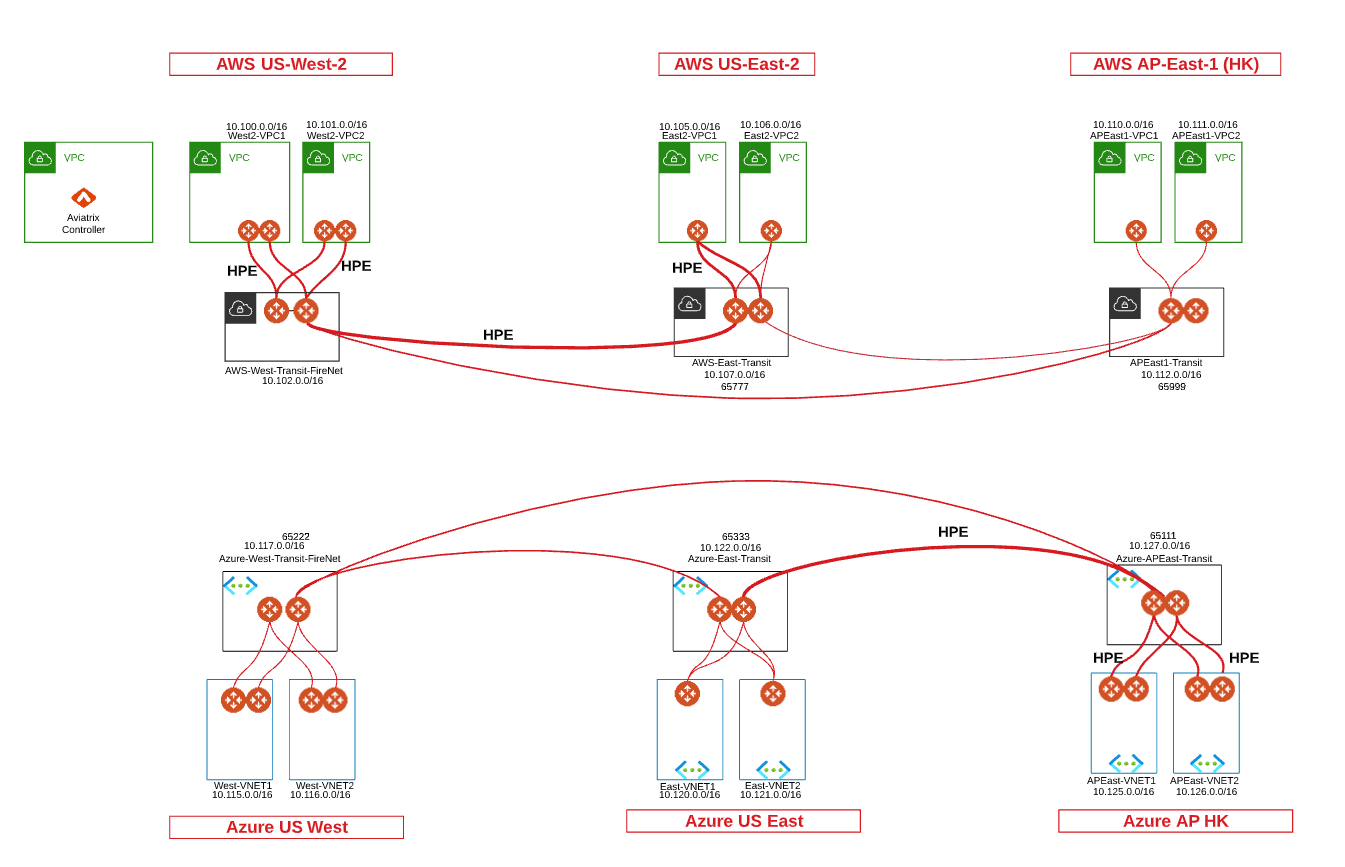 AWS US-West-2
AWS US-East-2
AWS AP-East-1 (HK)
10.100.0.0/16
West2-VPC1
10.101.0.0/16
West2-VPC2
10.105.0.0/16
East2-VPC1
10.106.0.0/16
East2-VPC2
10.110.0.0/16
APEast1-VPC1
10.111.0.0/16
APEast1-VPC2
VPC
VPC
VPC
VPC
VPC
VPC
VPC
Aviatrix
Controller
HPE
HPE
HPE
HPE
AWS-West-Transit-FireNet
10.102.0.0/16
AWS-East-Transit
10.107.0.0/16
65777
APEast1-Transit
10.112.0.0/16
65999
65222
10.117.0.0/16
Azure-West-Transit-FireNet
65333
10.122.0.0/16
Azure-East-Transit
HPE
65111
10.127.0.0/16
Azure-APEast-Transit
HPE
HPE
West-VNET1
10.115.0.0/16
West-VNET2
10.116.0.0/16
East-VNET1
10.120.0.0/16
East-VNET2
10.121.0.0/16
APEast-VNET1
10.125.0.0/16
APEast-VNET2
10.126.0.0/16
Azure US West
Azure US East
Azure AP HK